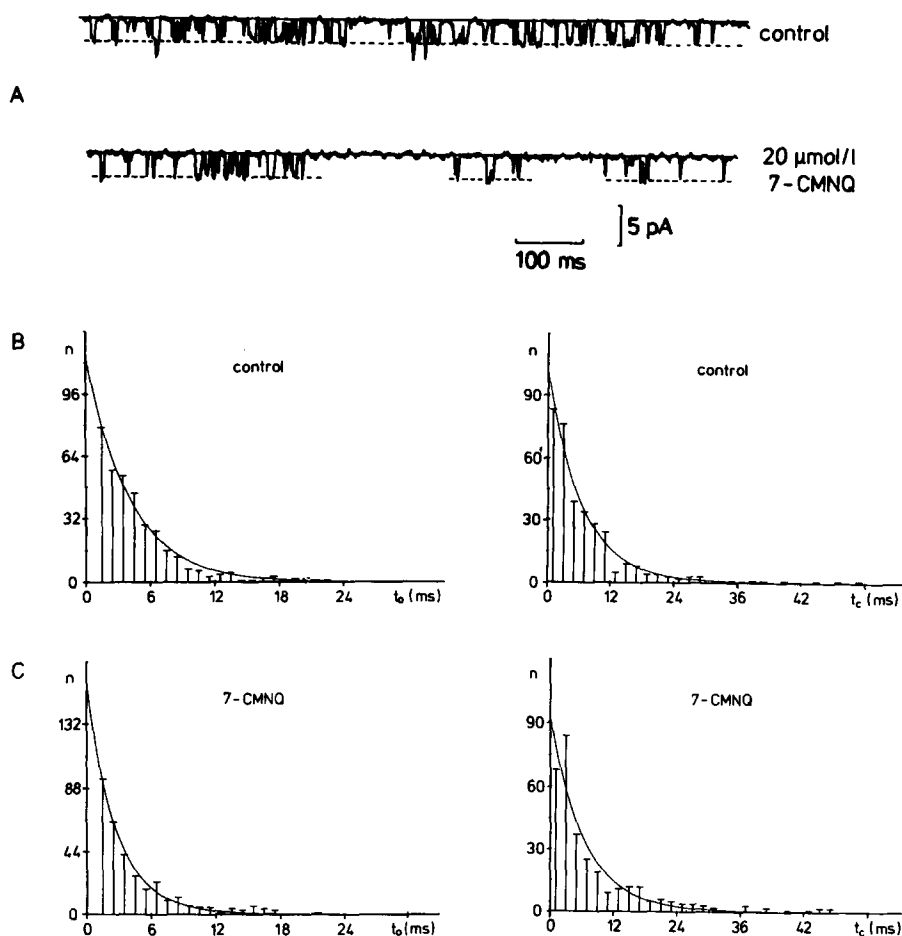 control
A
20 µmol/l
7-CMNQ
5 pA
100 ms
B
n
control
96
64
32
0
0 6 12 18 24 t₀ (ms)
n
control
90
60
30
0
0 12 24 36 42 t꜀ (ms)
C
n
7-CMNQ
132
88
44
0
0 6 12 18 24 t₀ (ms)
n
7-CMNQ
90
60
30
0
0 12 24 36 48 t꜀ (ms)